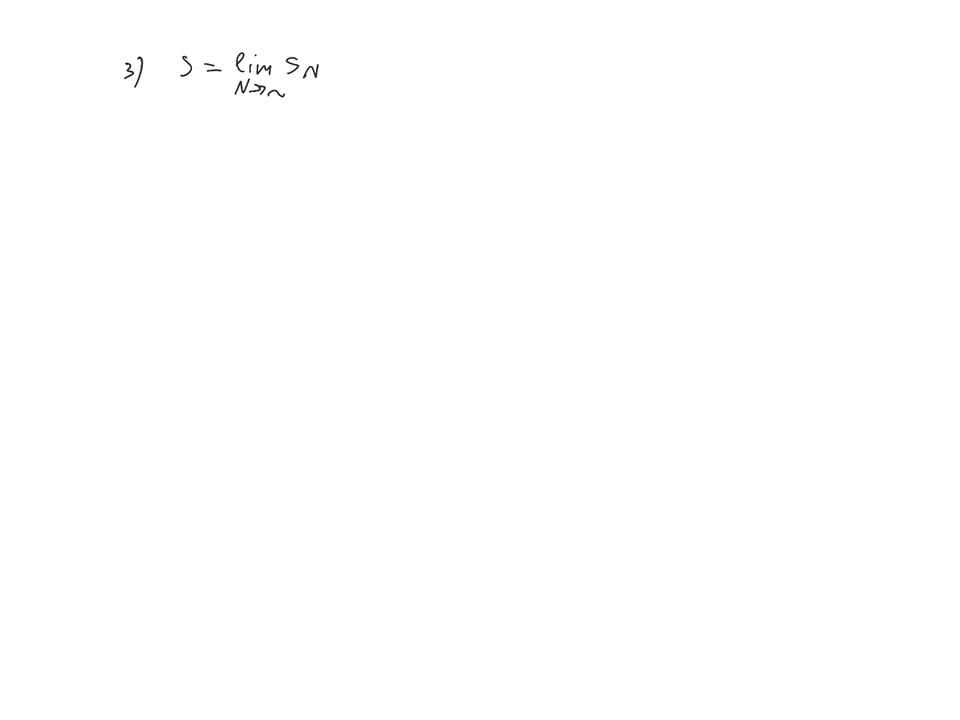 3) S = lim S_N
N→∞